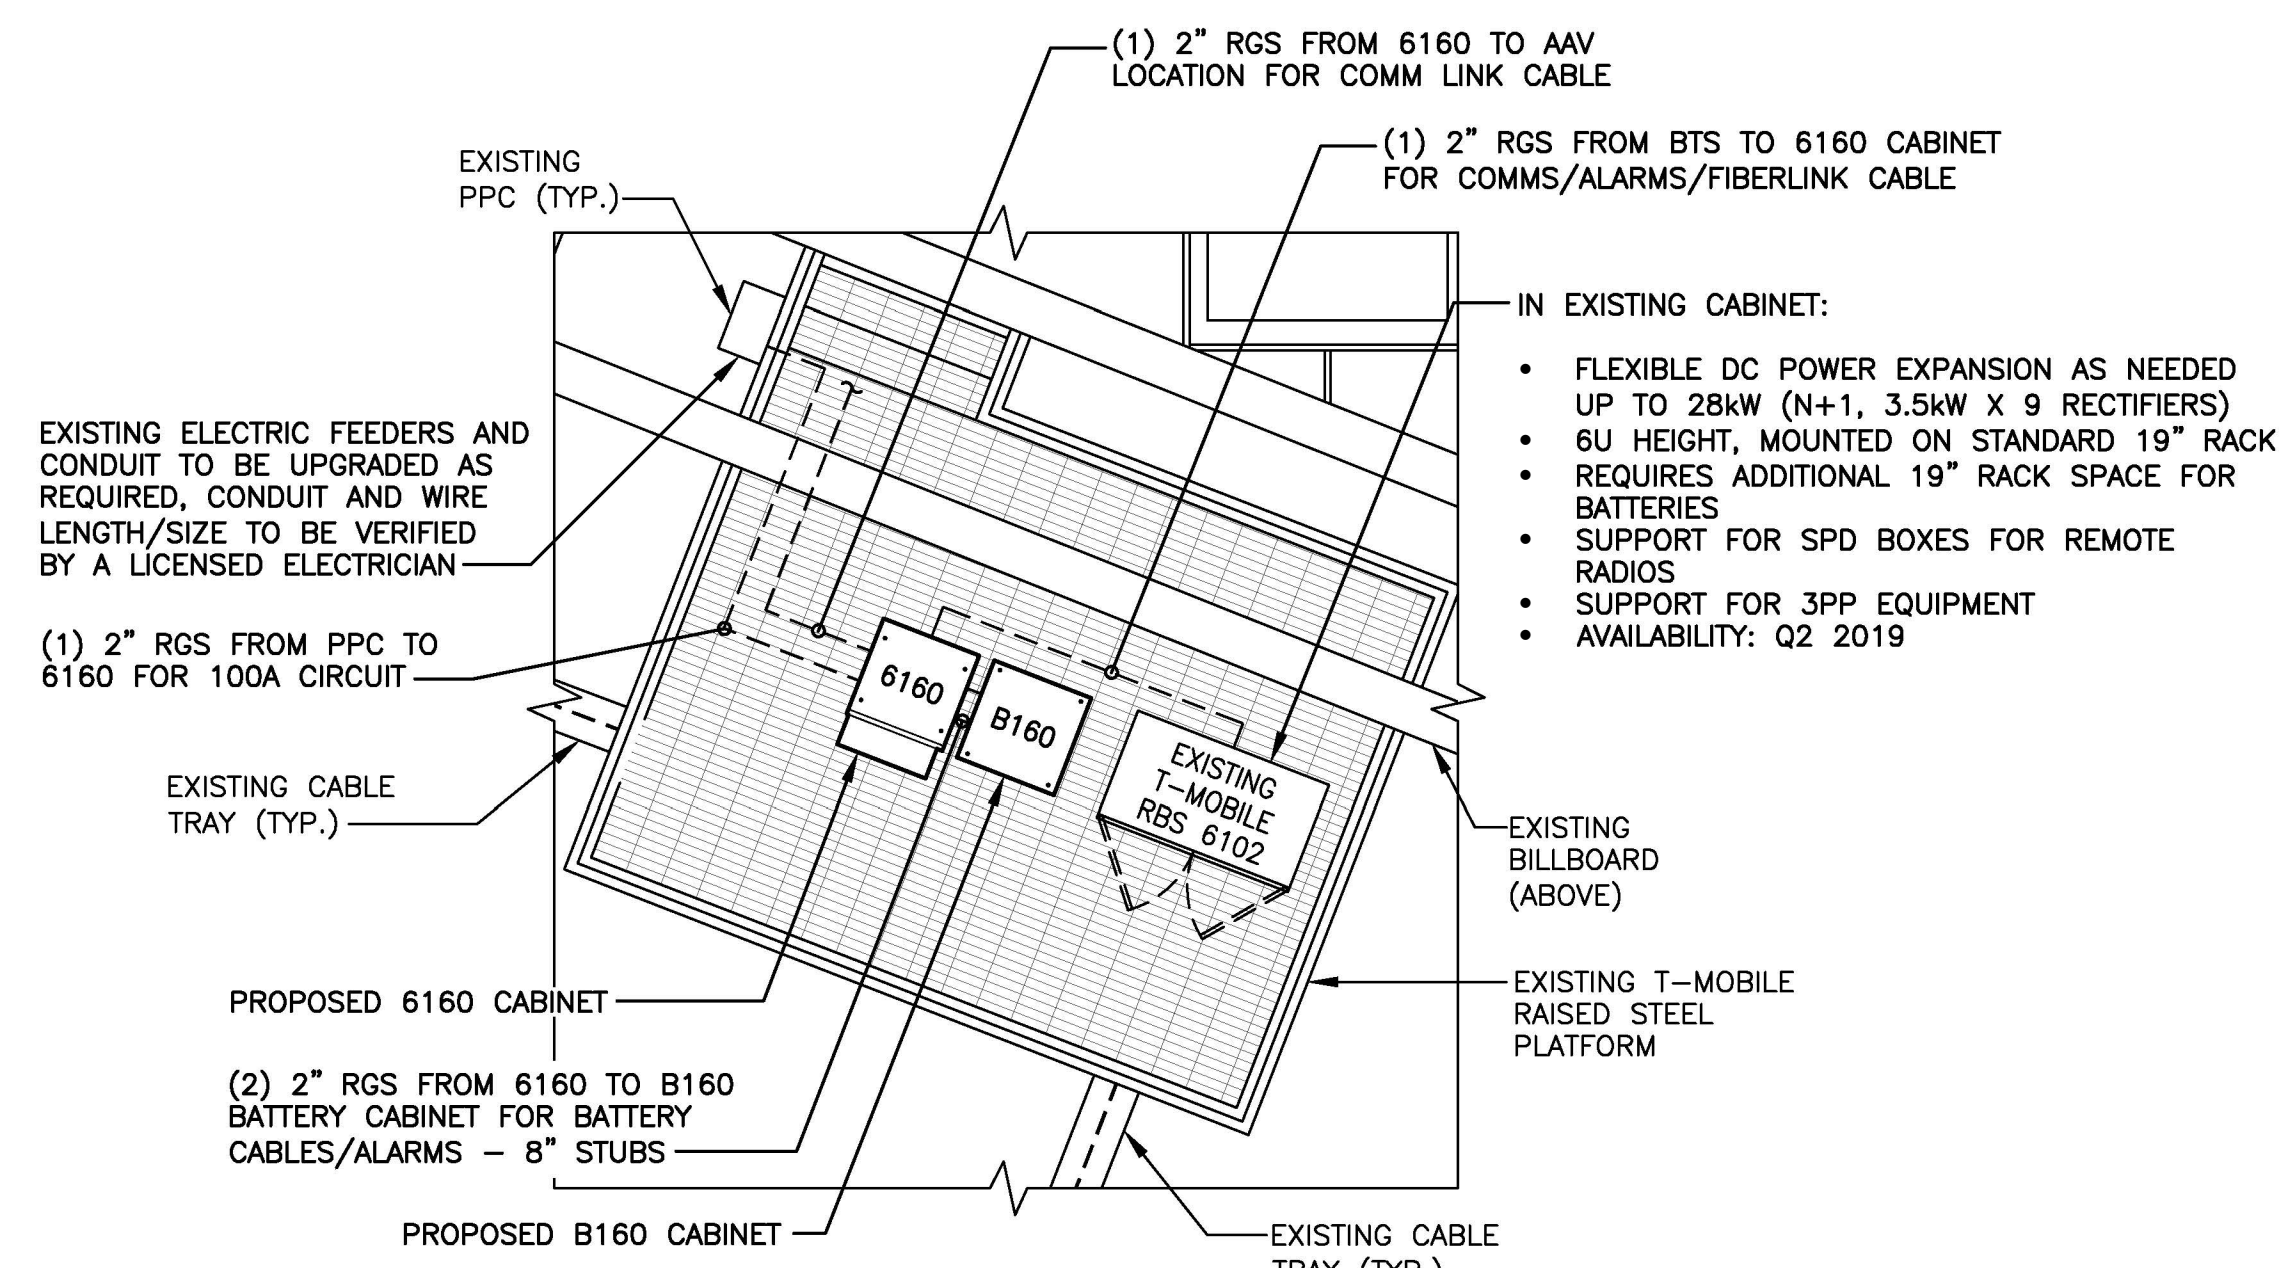 (1) 2” RGS FROM 6160 TO AAV
LOCATION FOR COMM LINK CABLE
(1) 2” RGS FROM BTS TO 6160 CABINET
FOR COMMS/ALARMS/FIBERLINK CABLE
EXISTING
PPC (TYP.)
IN EXISTING CABINET:
• FLEXIBLE DC POWER EXPANSION AS NEEDED
UP TO 28kW (N+1, 3.5kW X 9 RECTIFIERS)
• 6U HEIGHT, MOUNTED ON STANDARD 19” RACK
• REQUIRES ADDITIONAL 19” RACK SPACE FOR
BATTERIES
• SUPPORT FOR SPD BOXES FOR REMOTE
RADIOS
• SUPPORT FOR 3PP EQUIPMENT
• AVAILABILITY: Q2 2019
EXISTING ELECTRIC FEEDERS AND
CONDUIT TO BE UPGRADED AS
REQUIRED, CONDUIT AND WIRE
LENGTH/SIZE TO BE VERIFIED
BY A LICENSED ELECTRICIAN
(1) 2” RGS FROM PPC TO
6160 FOR 100A CIRCUIT
6160
B160
EXISTING
T-MOBILE
RBS 6102
EXISTING CABLE
TRAY (TYP.)
EXISTING
BILLBOARD
(ABOVE)
EXISTING T-MOBILE
RAISED STEEL
PLATFORM
PROPOSED 6160 CABINET
(2) 2” RGS FROM 6160 TO B160
BATTERY CABINET FOR BATTERY
CABLES/ALARMS - 8” STUBS
PROPOSED B160 CABINET
EXISTING CABLE
TRAY (TYP.)